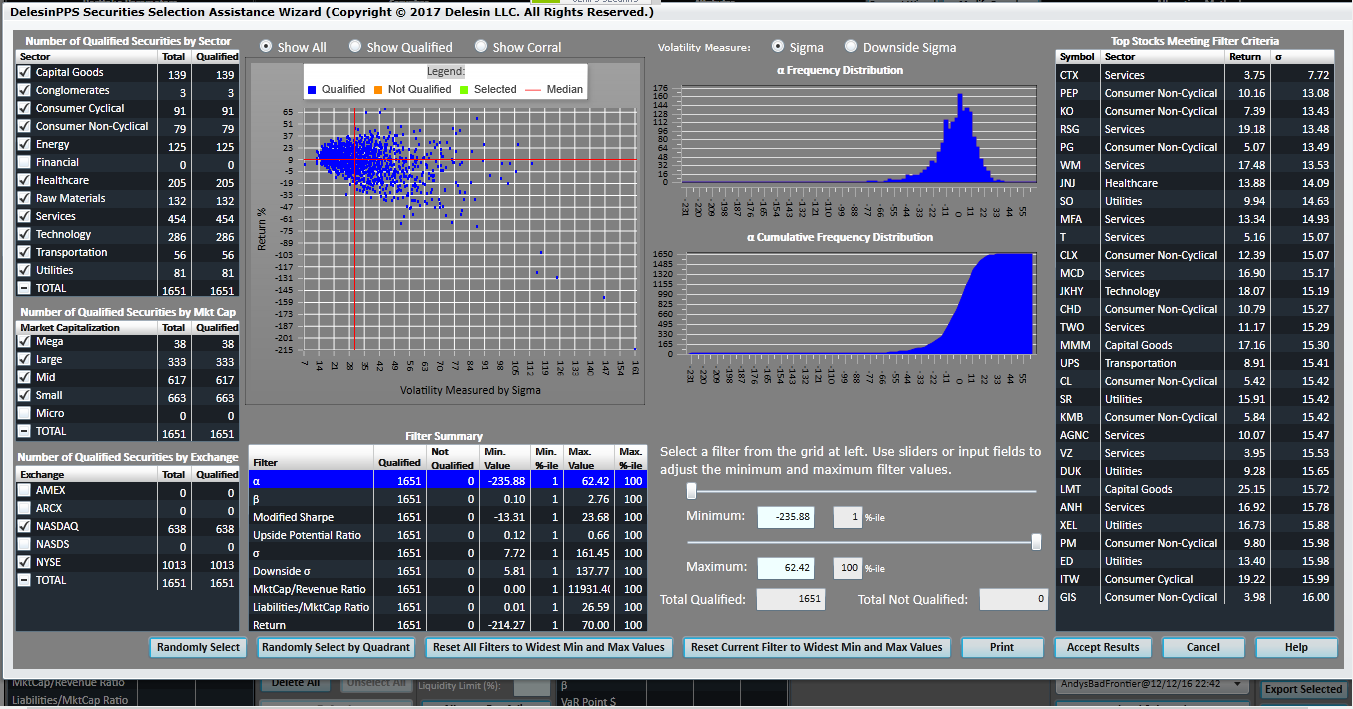 DelesinPPS Securities Selection Assistance Wizard (Copyright © 2017 Delesin LLC. All Rights Reserved.)
Number of Qualified Securities by Sector
Sector Total Qualified
Capital Goods 139 139
Conglomerates 3 3
Consumer Cyclical 91 91
Consumer Non-Cyclical 79 79
Energy 125 125
Financial 0 0
Healthcare 205 205
Raw Materials 132 132
Services 454 454
Technology 286 286
Transportation 56 56
Utilities 81 81
TOTAL 1651 1651
Number of Qualified Securities by Mkt Cap
Market Capitalization Total Qualified
Mega 38 38
Large 333 333
Mid 617 617
Small 663 663
Micro 0 0
TOTAL 1651 1651
Number of Qualified Securities by Exchange
Exchange Total Qualified
AMEX 0 0
ARCX 0 0
NASDAQ 638 638
NASDS 0 0
NYSE 1013 1013
TOTAL 1651 1651
Show All Show Qualified Show Corral
Legend:
Qualified Not Qualified Selected Median
Return %
65
51
37
23
9
-5
-19
-33
-47
-61
-75
-89
-103
-117
-131
-145
-159
-173
-187
-201
-215
7 14 21 28 35 42 49 56 63 70 77 84 91 98 105 112 119 126 133 140 147 154 161
Volatility Measured by Sigma
Volatility Measure: Sigma Downside Sigma
α Frequency Distribution
176
160
144
128
112
96
80
64
48
32
16
0
-231 -220 -209 -198 -187 -176 -165 -154 -143 -132 -121 -110 -99 -88 -77 -66 -55 -44 -33 -22 -11 0 11 22 33 44 55
α Cumulative Frequency Distribution
1650
1485
1320
1155
990
825
660
495
330
165
0
-231 -220 -209 -198 -187 -176 -165 -154 -143 -132 -121 -110 -99 -88 -77 -66 -55 -44 -33 -22 -11 0 11 22 33 44 55
Filter Summary
Filter Qualified Not Qualified Min. Value Min. %-ile Max. Value Max. %-ile
α 1651 0 -235.88 1 62.42 100
β 1651 0 0.10 1 2.76 100
Modified Sharpe 1651 0 -13.31 1 23.68 100
Upside Potential Ratio 1651 0 0.12 1 0.66 100
σ 1651 0 7.72 1 161.45 100
Downside σ 1651 0 5.81 1 137.77 100
MktCap/Revenue Ratio 1651 0 0.00 1 11931.40 100
Liabilities/MktCap Ratio 1651 0 0.01 1 26.59 100
Return 1651 0 -214.27 1 70.00 100
Select a filter from the grid at left. Use sliders or input fields to
adjust the minimum and maximum filter values.
Minimum: -235.88 1 %-ile
Maximum: 62.42 100 %-ile
Total Qualified: 1651 Total Not Qualified: 0
Top Stocks Meeting Filter Criteria
Symbol Sector Return σ
CTX Services 3.75 7.72
PEP Consumer Non-Cyclical 10.16 13.08
KO Consumer Non-Cyclical 7.39 13.43
RSG Services 19.18 13.48
PG Consumer Non-Cyclical 5.07 13.49
WM Services 17.48 13.53
JNJ Healthcare 13.88 14.09
SO Utilities 9.94 14.63
MFA Services 13.34 14.93
T Services 5.16 15.07
CLX Consumer Non-Cyclical 12.39 15.07
MCD Services 16.90 15.17
JKHY Technology 18.07 15.19
CHD Consumer Non-Cyclical 10.79 15.27
TWO Services 11.17 15.29
MMM Capital Goods 17.16 15.30
UPS Transportation 8.91 15.41
CL Consumer Non-Cyclical 5.42 15.42
SR Utilities 15.91 15.42
KMB Consumer Non-Cyclical 5.84 15.42
AGNC Services 10.07 15.47
VZ Services 3.95 15.53
DUK Utilities 9.28 15.65
LMT Capital Goods 25.15 15.72
ANH Services 16.92 15.78
XEL Utilities 16.73 15.88
PM Consumer Non-Cyclical 9.80 15.98
ED Utilities 13.40 15.98
ITW Consumer Cyclical 19.22 15.99
GIS Consumer Non-Cyclical 3.98 16.00
Randomly Select Randomly Select by Quadrant Reset All Filters to Widest Min and Max Values Reset Current Filter to Widest Min and Max Values Print Accept Results Cancel Help
MktCap/Revenue Ratio Delete All Unselect All Liquidity Limit (%): β AndysBadFrontier@12/12/16 22:42 Export Selected
Liabilities/MktCap Ratio VaR Point $